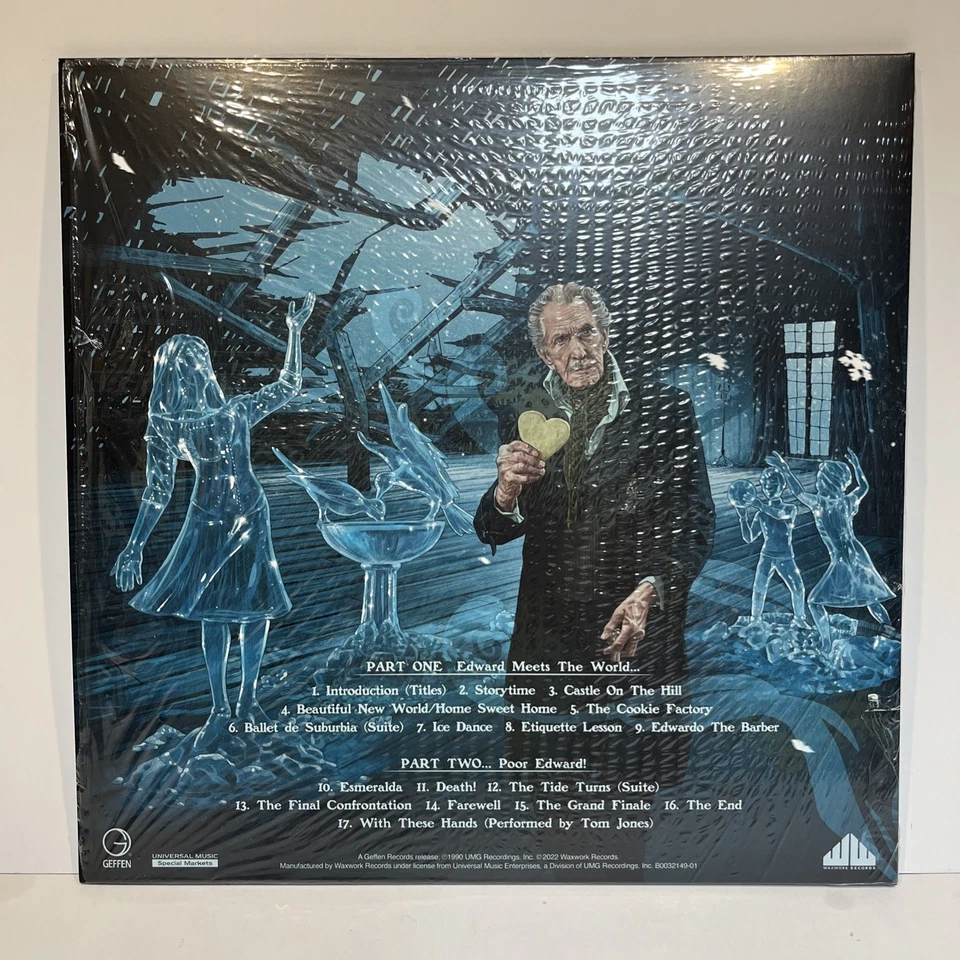 PART ONE Edward Meets The World...
1. Introduction (Titles) 2. Storytime 3. Castle On The Hill
4. Beautiful New World/Home Sweet Home 5. The Cookie Factory
6. Ballet de Suburbia (Suite) 7. Ice Dance 8. Etiquette Lesson 9. Edwardo The Barber
PART TWO... Poor Edward!
10. Esmeralda 11. Death! 12. The Tide Turns (Suite)
13. The Final Confrontation 14. Farewell 15. The Grand Finale 16. The End
17. With These Hands (Performed by Tom Jones)
GEFFEN
UNIVERSAL MUSIC
Special Markets
A Geffen Records release; ℗1990 UMG Recordings, Inc. ©2022 Waxwork Records.
Manufactured by Waxwork Records under license from Universal Music Enterprises, a Division of UMG Recordings, Inc. B0032149-01
WAXWORK RECORDS